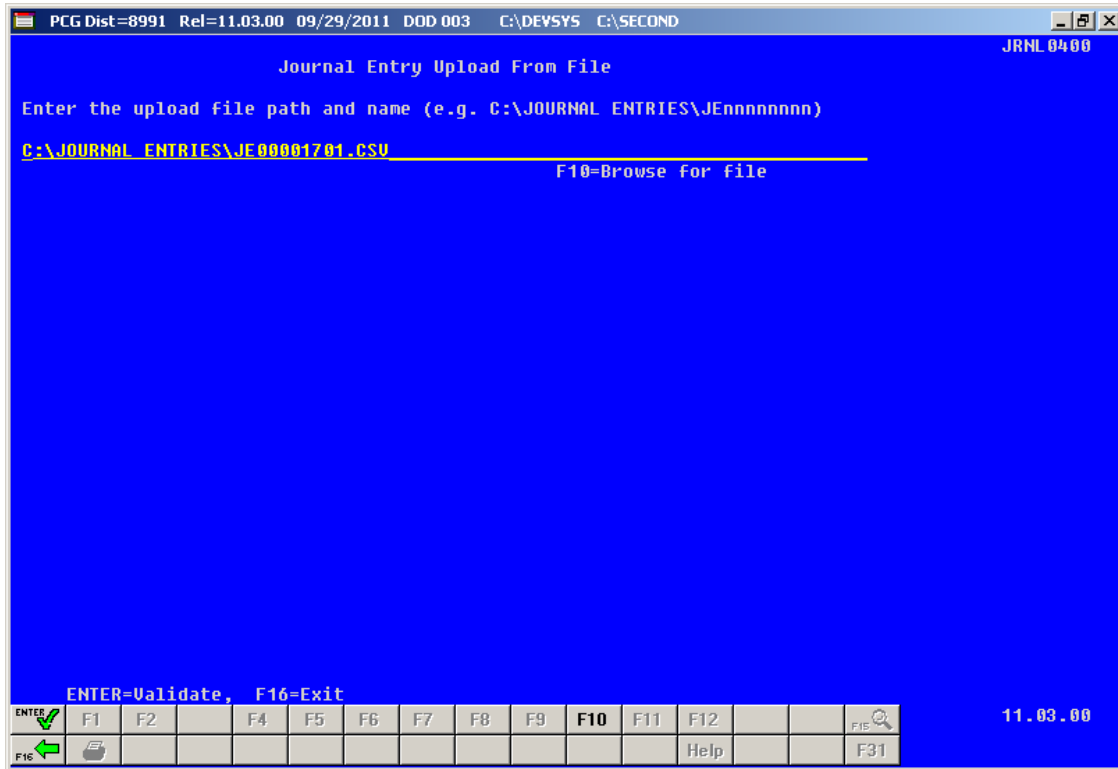 PCG Dist=8991 Rel=11.03.00 09/29/2011 DOD 003 C:\DEVSYS C:\SECOND
JRNL0400
Journal Entry Upload From File
Enter the upload file path and name (e.g. C:\JOURNAL ENTRIES\JEnnnnnnnn)
C:\JOURNAL ENTRIES\JE00001701.CSV
F10=Browse for file
ENTER=Validate, F16=Exit
ENTER F1 F2 F4 F5 F6 F7 F8 F9 F10 F11 F12 F15 11.03.00
F16 Help F31